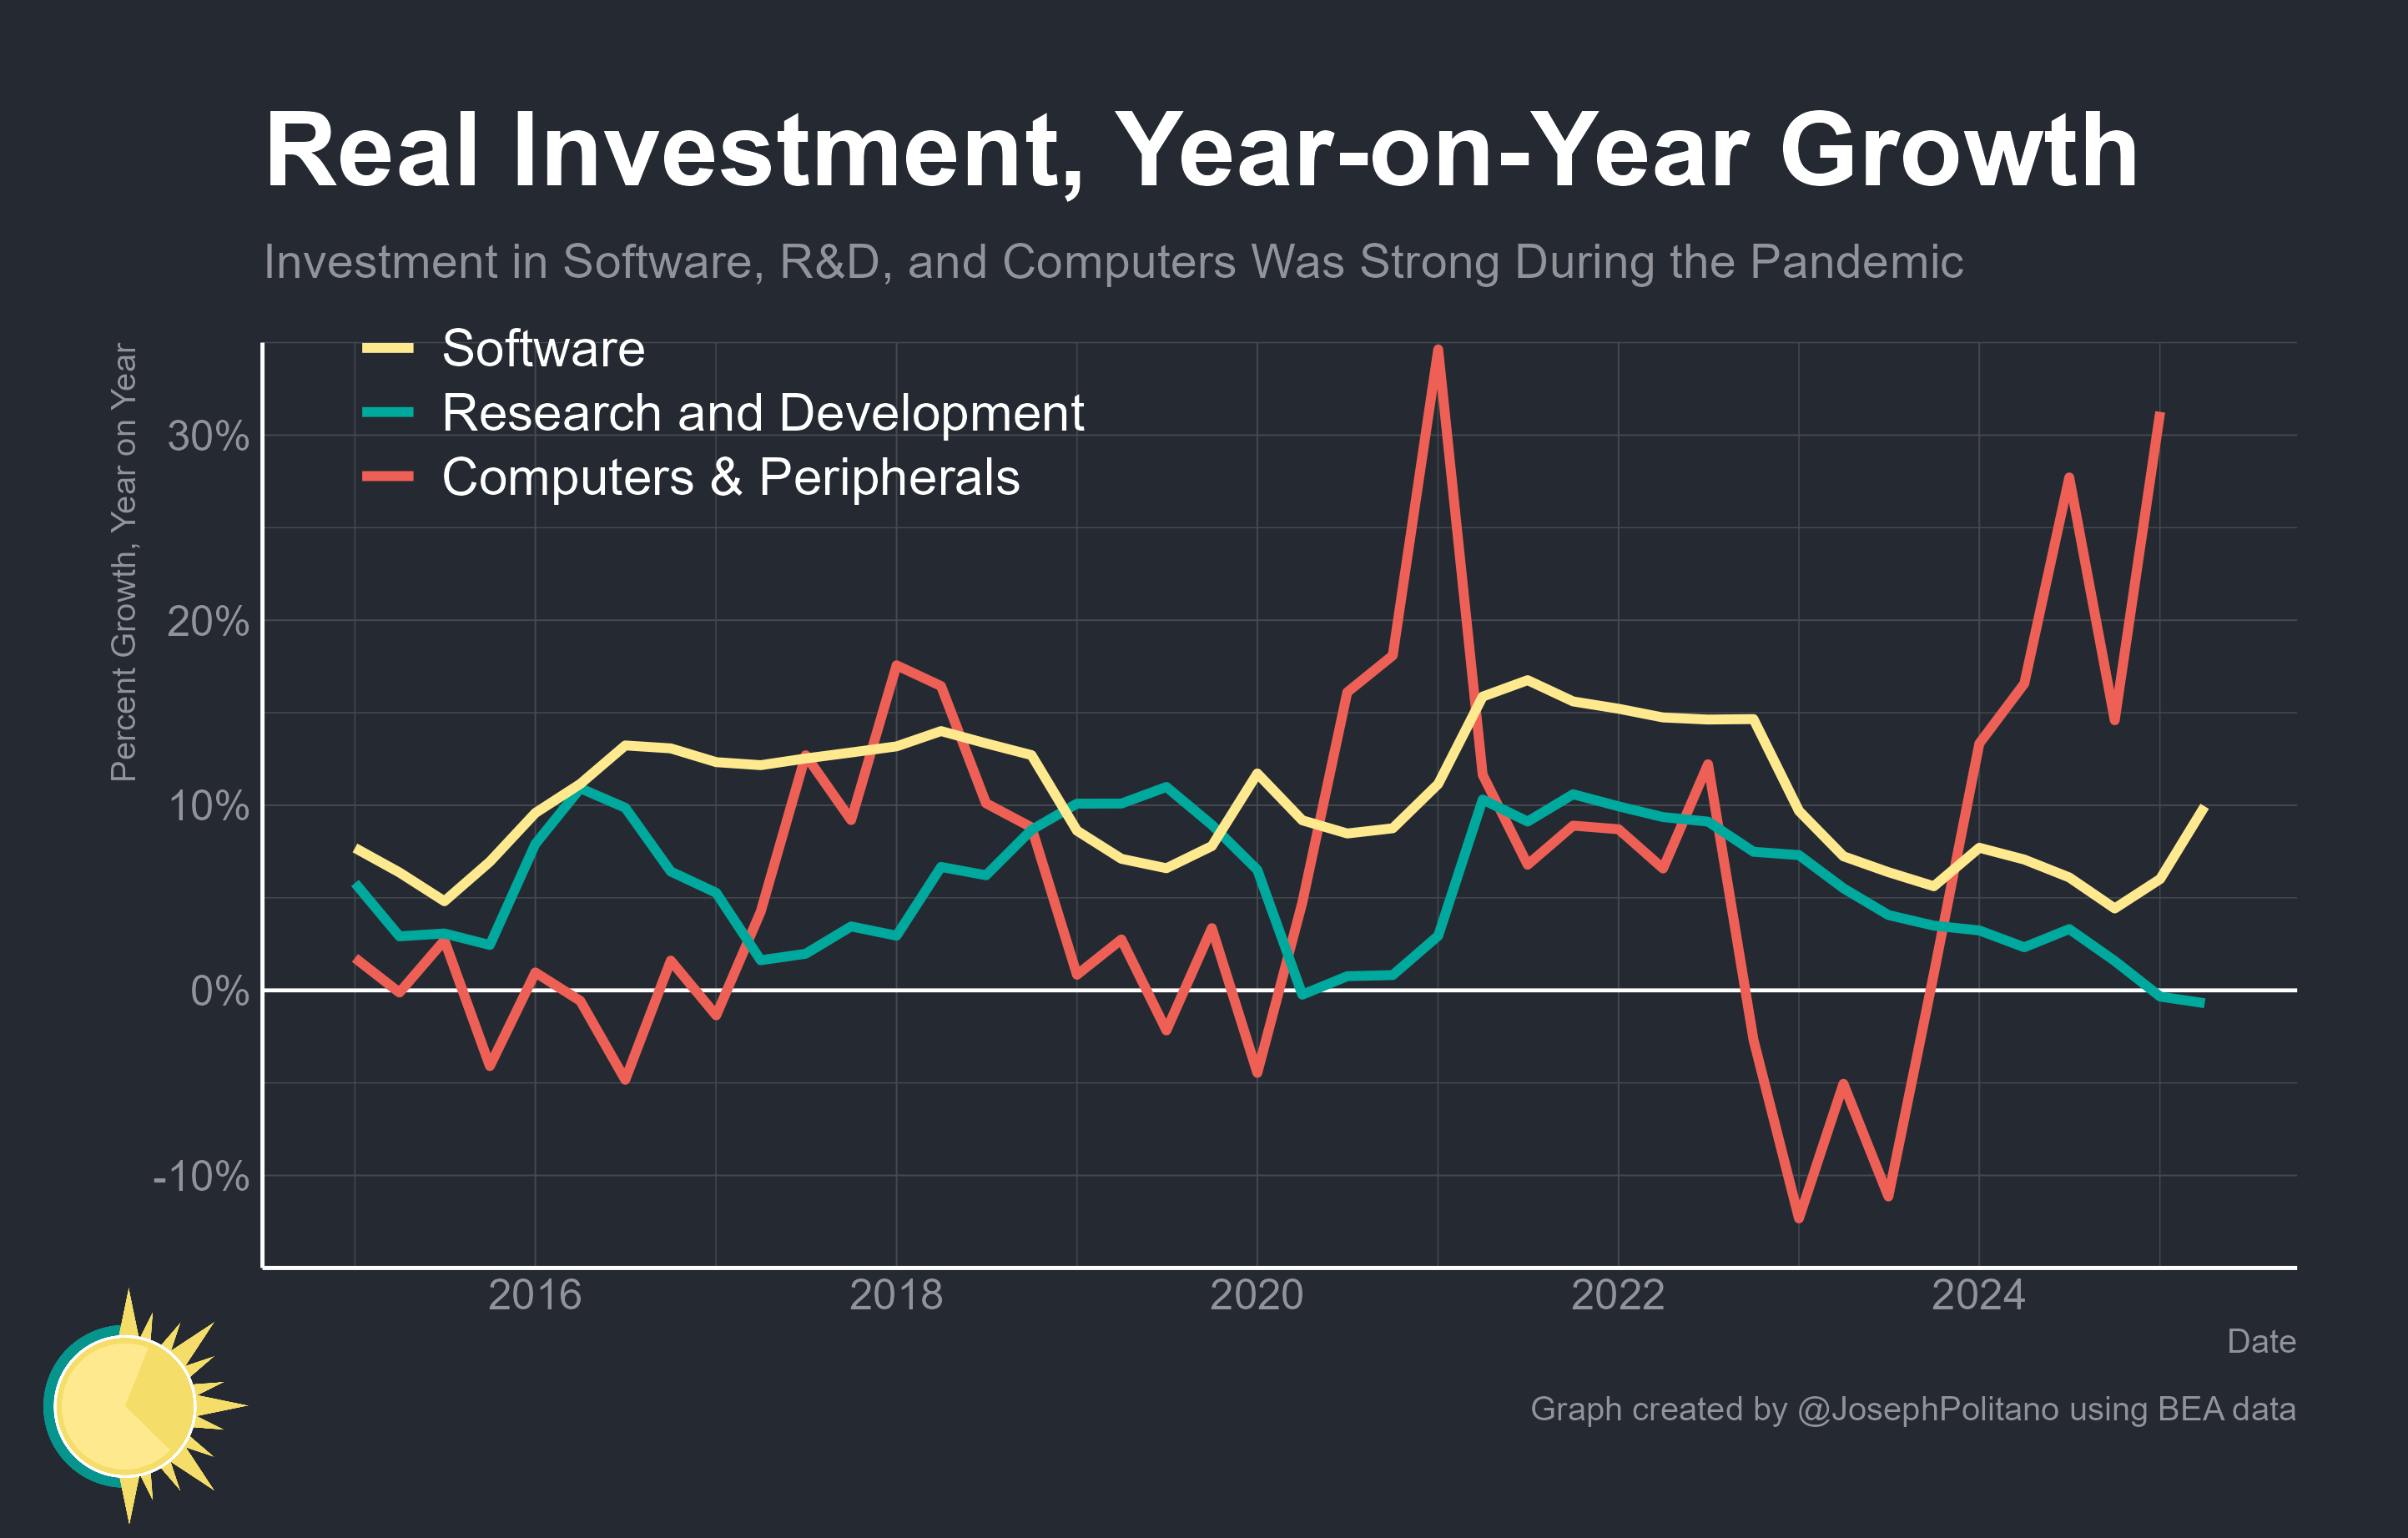 Real Investment, Year-on-Year Growth
Investment in Software, R&D, and Computers Was Strong During the Pandemic
Software
Research and Development
Computers & Peripherals
Percent Growth, Year on Year
30%
20%
10%
0%
-10%
2016
2018
2020
2022
2024
Date
Graph created by @JosephPolitano using BEA data